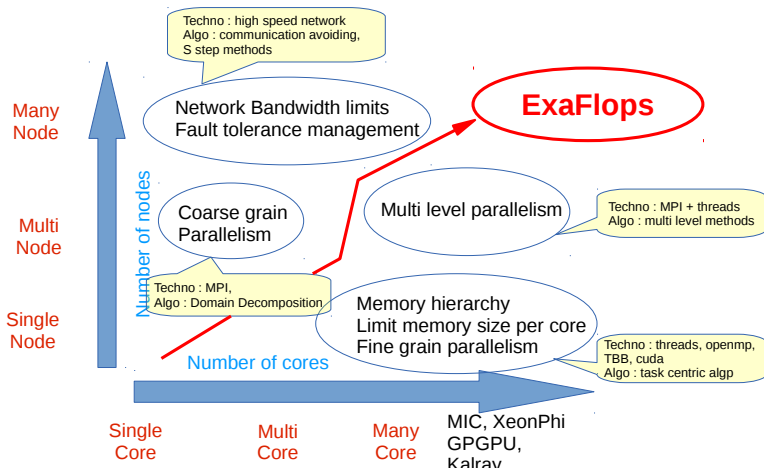 Techno : high speed network
Algo : communication avoiding,
S step methods
Many
Node
Network Bandwidth limits
Fault tolerance management
ExaFlops
Multi
Node
Number of nodes
Coarse grain
Parallelism
Multi level parallelism
Techno : MPI + threads
Algo : multi level methods
Techno : MPI,
Algo : Domain Decomposition
Single
Node
Memory hierarchy
Limit memory size per core
Fine grain parallelism
Techno : threads, openmp,
TBB, cuda
Algo : task centric algp
Number of cores
Single
Core
Multi
Core
Many
Core
MIC, XeonPhi
GPGPU,
Kalray